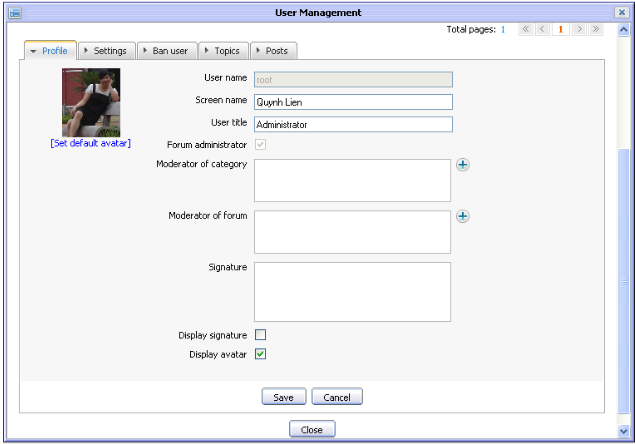 User Management
Total pages: 1 << < 1 > >>
Profile Settings Ban user Topics Posts
User name root
Screen name Quynh Lien
User title Administrator
[Set default avatar]
Forum administrator
Moderator of category
Moderator of forum
Signature
Display signature
Display avatar
Save Cancel
Close